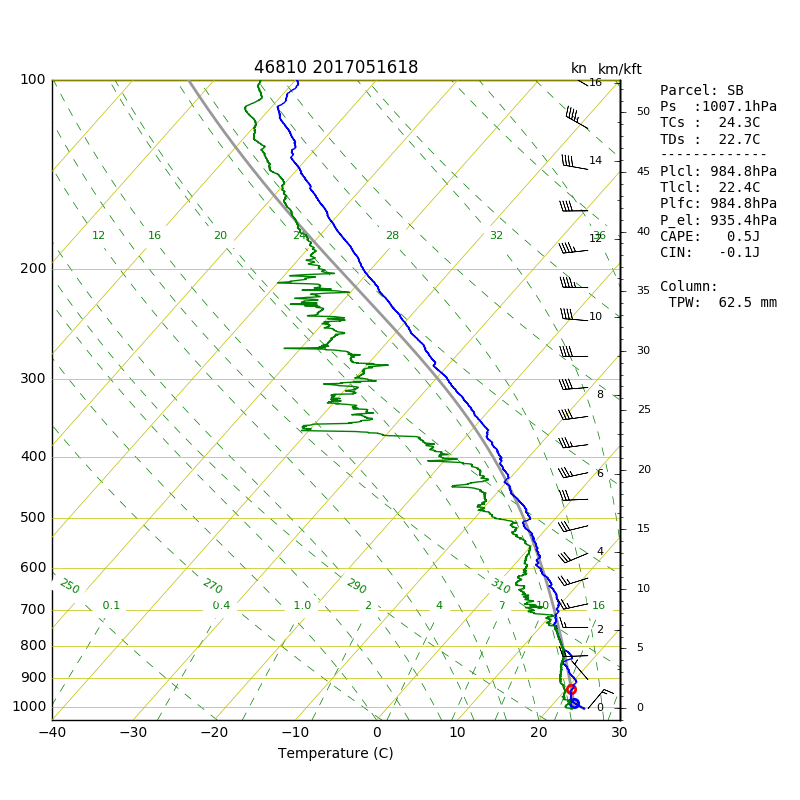 46810 2017051618
kn km/kft
Parcel: SB
Ps  :1007.1hPa
TCs :  24.3C
TDs :  22.7C
-------------
Plcl: 984.8hPa
Tlcl:  22.4C
Plfc: 984.8hPa
P_el: 935.4hPa
CAPE:   0.5J
CIN:   -0.1J
Column:
TPW:  62.5 mm
100
200
300
400
500
600
700
800
900
1000
12 16 20 24 28 32 36
250 270 290 310
0.1 0.4 1.0 2 4 7 10 16
16
14
12
10
8
6
4
2
0
50
45
40
35
30
25
20
15
10
5
0
−40 −30 −20 −10 0 10 20 30
Temperature (C)